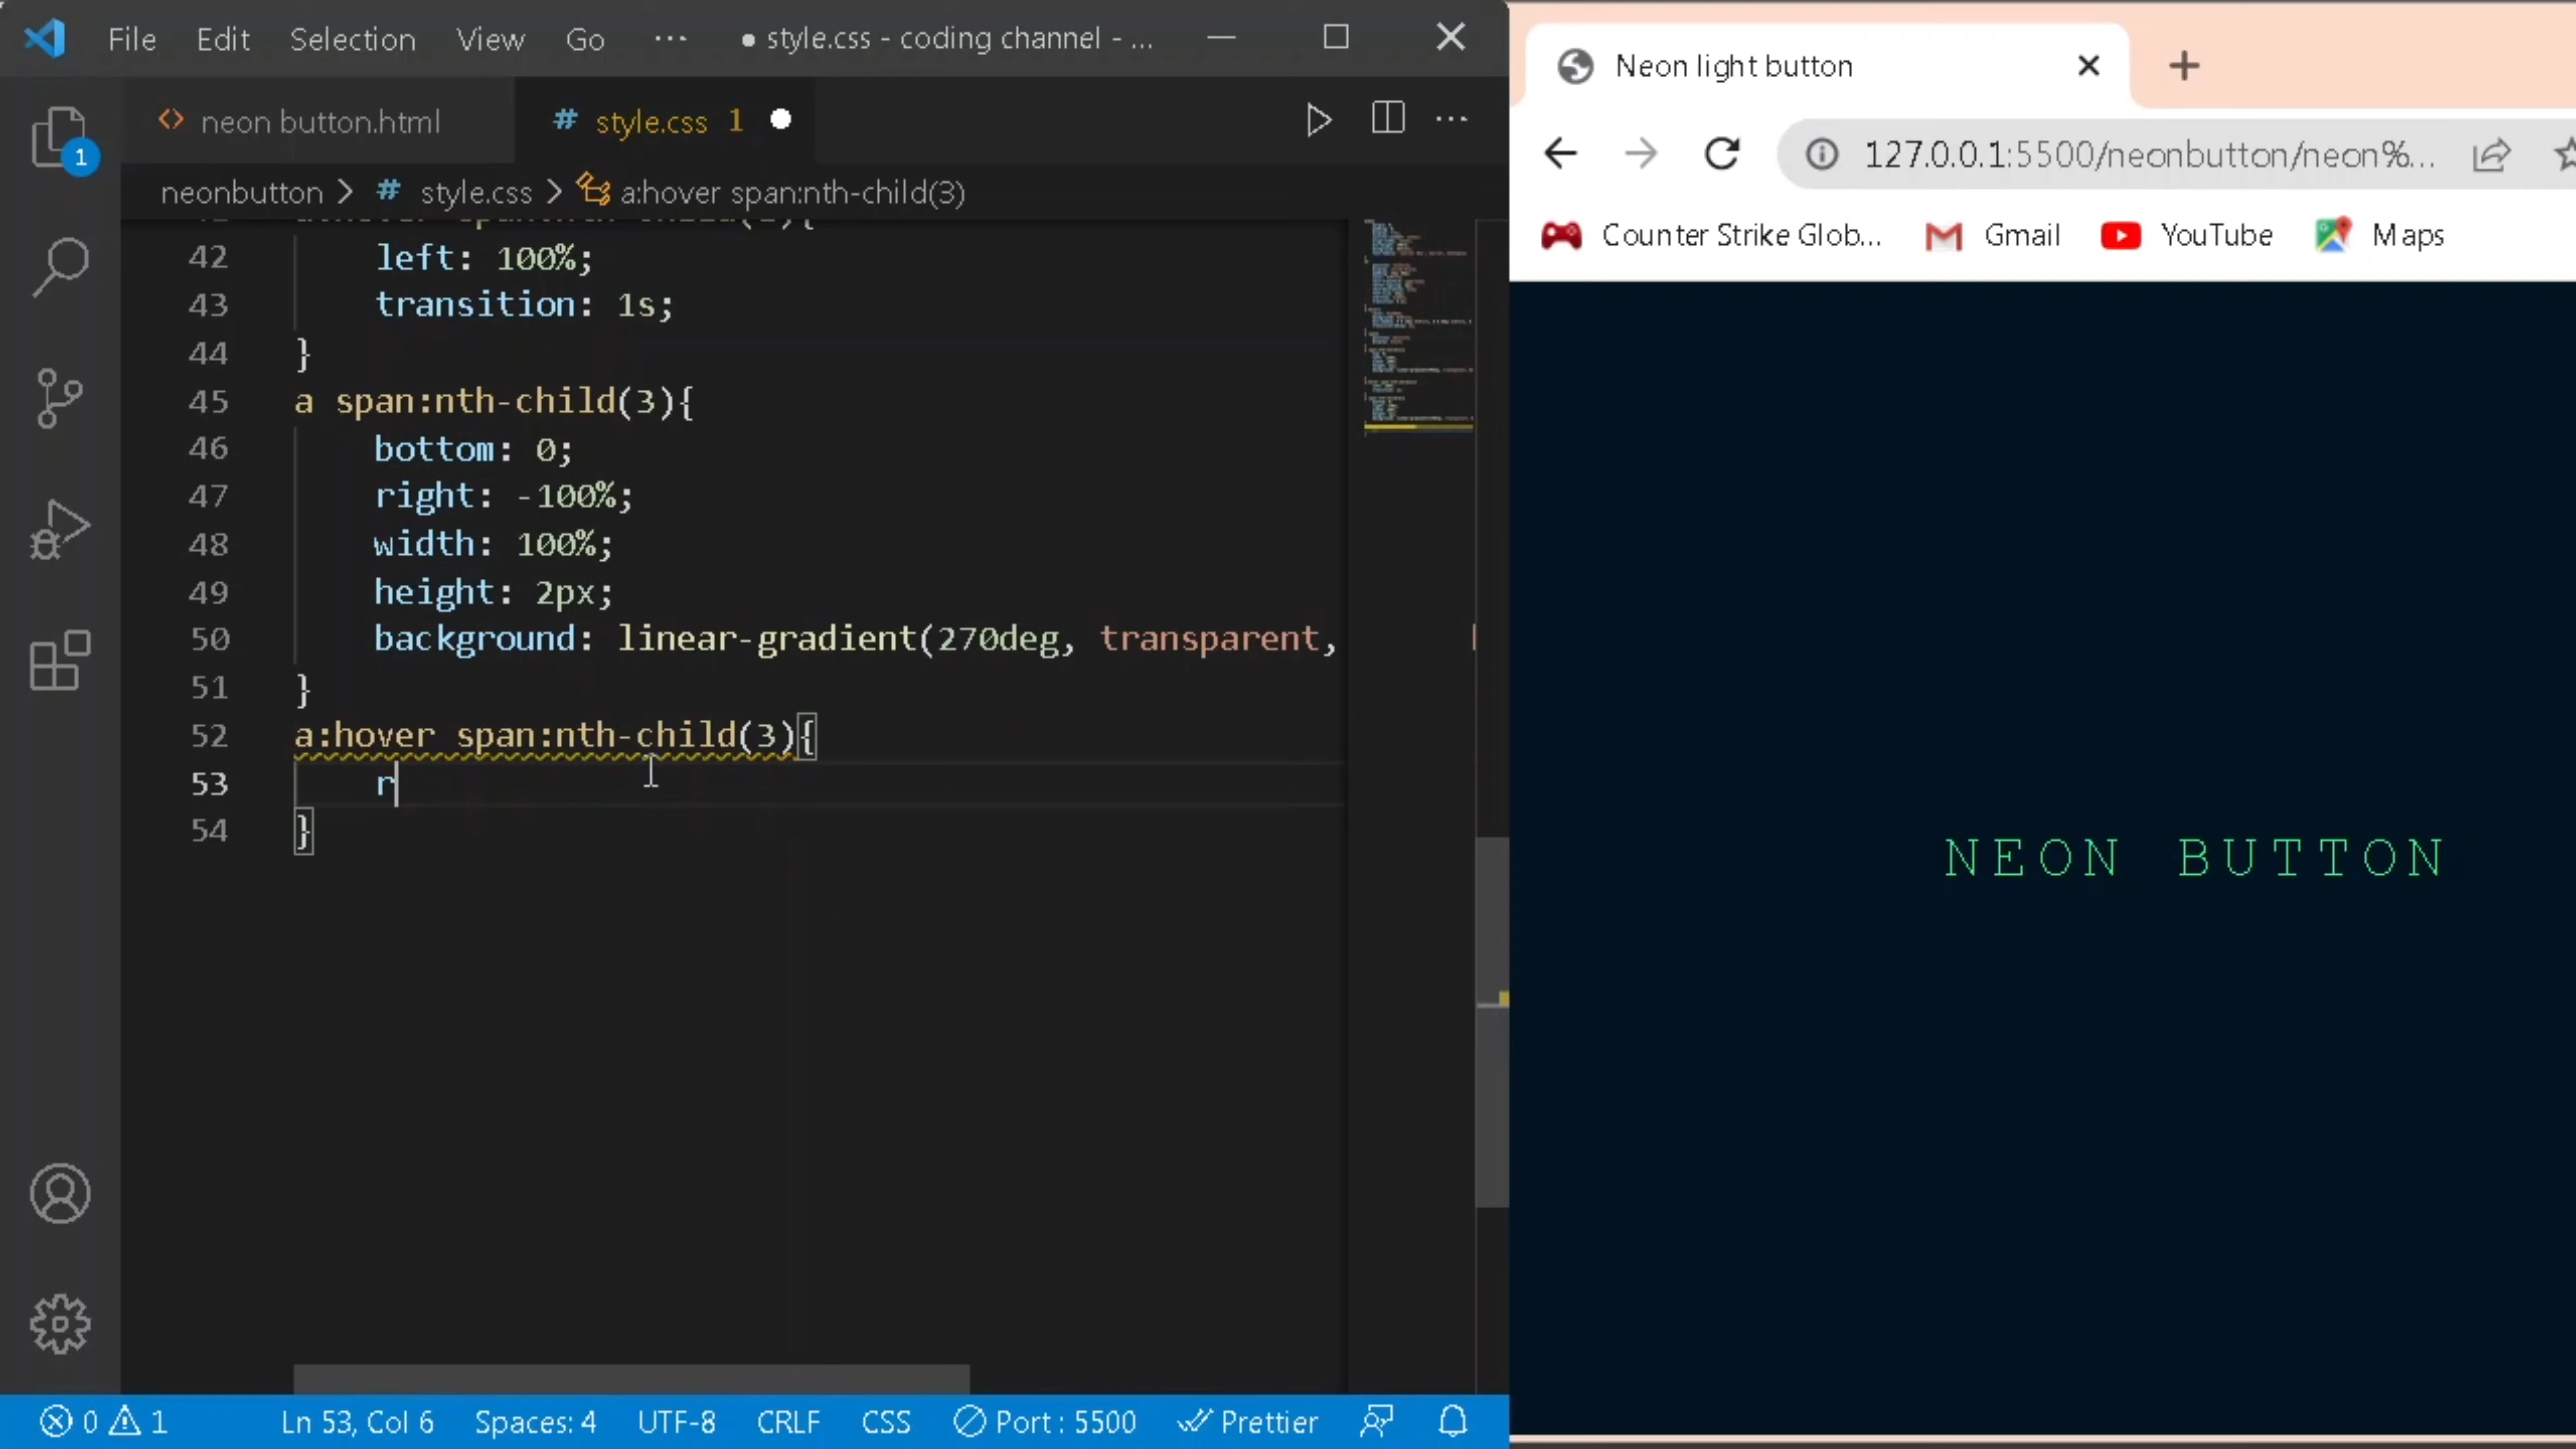 File Edit Selection View Go ··· ● style.css - coding channel - ...
neon button.html # style.css 1
neonbutton > # style.css > a:hover span:nth-child(3)
42 left: 100%;
43 transition: 1s;
44 }
45 a span:nth-child(3){
46 bottom: 0;
47 right: -100%;
48 width: 100%;
49 height: 2px;
50 background: linear-gradient(270deg, transparent,
51 }
52 a:hover span:nth-child(3){
53 r
54 }
1
0 1 Ln 53, Col 6 Spaces: 4 UTF-8 CRLF CSS Port : 5500 Prettier
Neon light button
127.0.0.1:5500/neonbutton/neon%...
Counter Strike Glob... Gmail YouTube Maps
NEON BUTTON